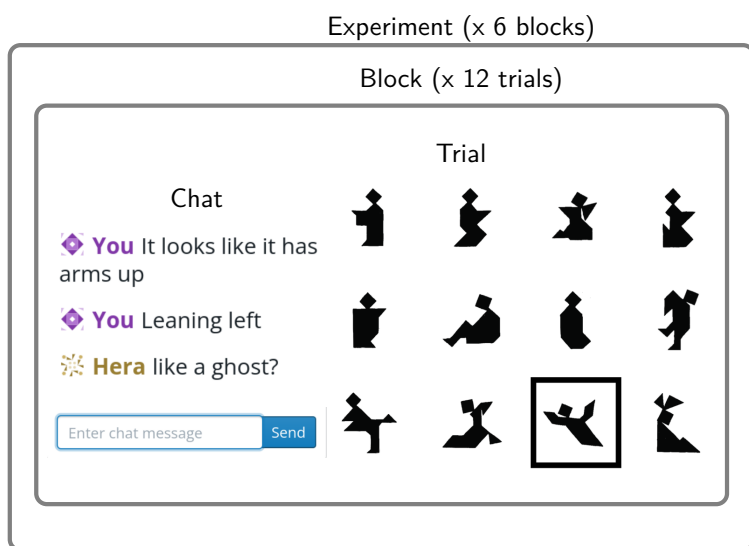 Experiment (x 6 blocks)
Block (x 12 trials)
Trial
Chat
You It looks like it has
arms up
You Leaning left
Hera like a ghost?
Enter chat message
Send